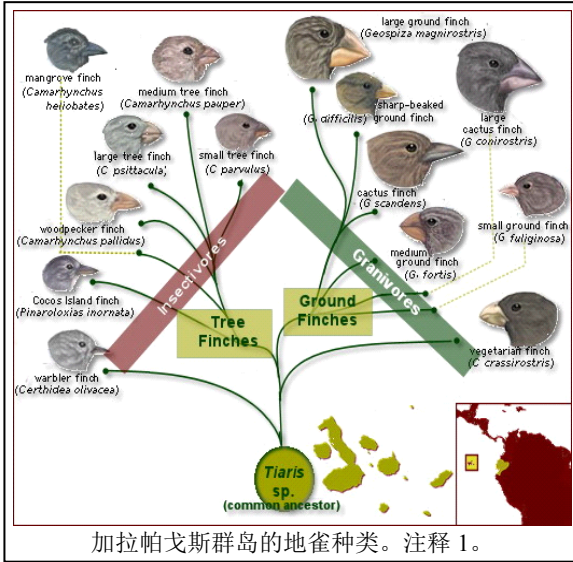 large ground finch
(Geospiza magnirostris)
mangrove finch
(Camarhynchus
heliobates)
medium tree finch
(Camarhynchus pauper)
sharp-beaked
ground finch
(G. difficilis)
large
cactus finch
(G conirostris)
large tree finch
(C psittacula)
small tree finch
(C parvulus)
cactus finch
(G scandens)
woodpecker finch
(Camarhynchus pallidus)
small ground finch
(G fuliginosa)
medium
ground finch
(G. fortis)
Insectivores
Granivores
Cocos Island finch
(Pinaroloxias inornata)
Tree
Finches
Ground
Finches
vegetarian finch
(C crassirostris)
warbler finch
(Certhidea olivacea)
Tiaris
sp.
(common ancestor)
加拉帕戈斯群岛的地雀种类。注释 1。